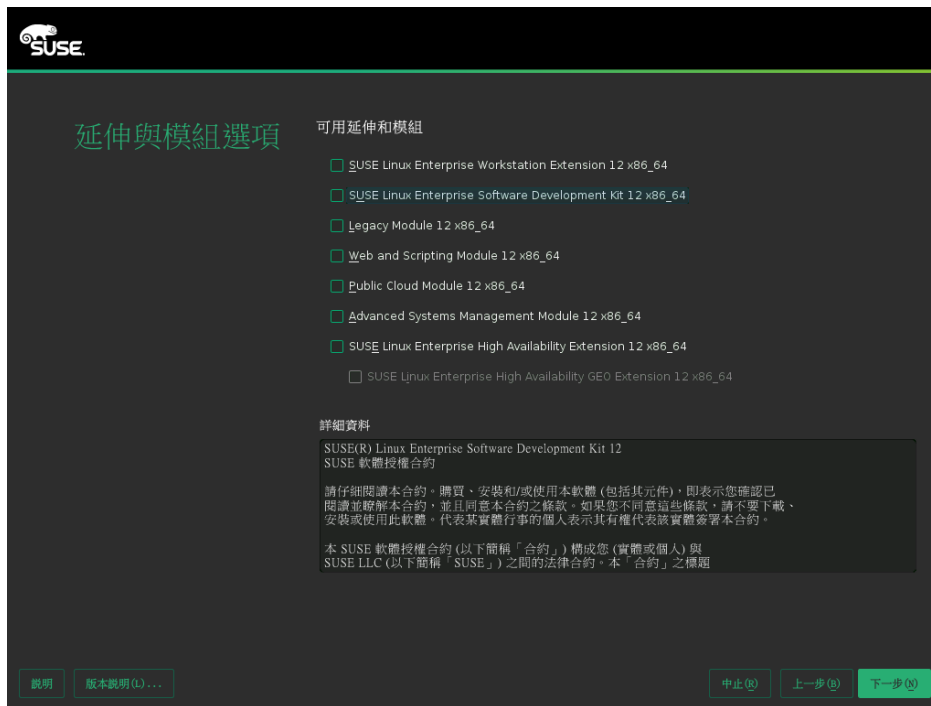 SUSE.
延伸與模組選項
可用延伸和模組
SUSE Linux Enterprise Workstation Extension 12 x86_64
SUSE Linux Enterprise Software Development Kit 12 x86_64
Legacy Module 12 x86_64
Web and Scripting Module 12 x86_64
Public Cloud Module 12 x86_64
Advanced Systems Management Module 12 x86_64
SUSE Linux Enterprise High Availability Extension 12 x86_64
SUSE Linux Enterprise High Availability GEO Extension 12 x86_64
詳細資料
SUSE(R) Linux Enterprise Software Development Kit 12
SUSE 軟體授權合約
請仔細閱讀本合約。購買、安裝和/或使用本軟體 (包括其元件)，即表示您確認已
閱讀並瞭解本合約，並且同意本合約之條款。如果您不同意這些條款，請不要下載、
安裝或使用此軟體。代表某實體行事的個人表示其有權代表該實體簽署本合約。
本 SUSE 軟體授權合約 (以下簡稱「合約」) 構成您 (實體或個人) 與
SUSE LLC (以下簡稱「SUSE」) 之間的法律合約。本「合約」之標題
說明
版本說明(L)...
中止(R)
上一步(B)
下一步(N)